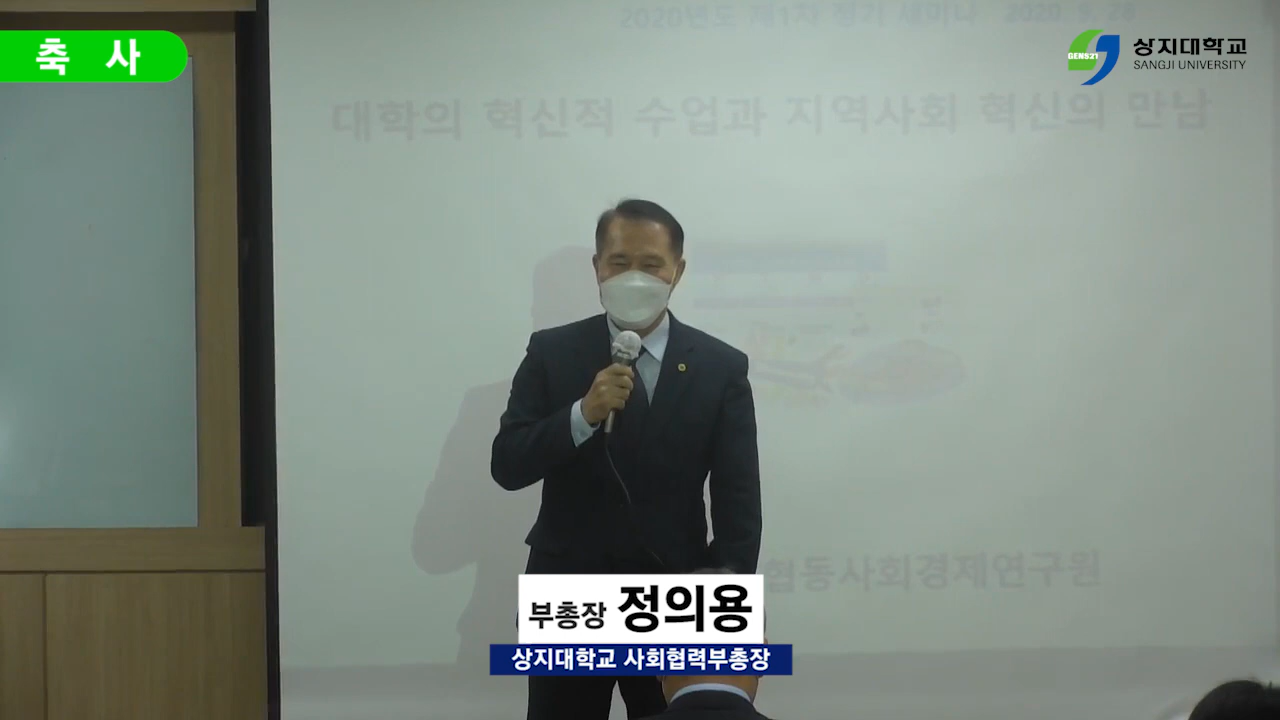 축 사
2020년도 제1차 정기 세미나 2020. 9. 28
GENS21
상지대학교
SANGJI UNIVERSITY
대학의 혁신적 수업과 지역사회 혁신의 만남
협동사회경제연구원
부총장 정의용
상지대학교 사회협력부총장